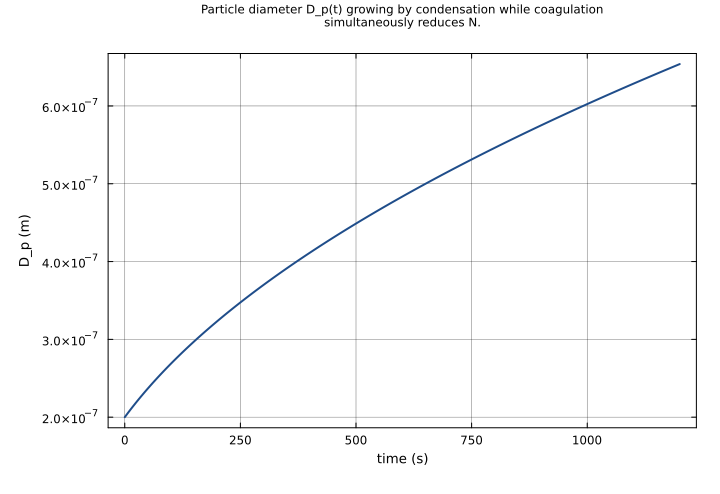 Particle diameter D_p(t) growing by condensation while coagulation
simultaneously reduces N.
6.0×10⁻⁷
5.0×10⁻⁷
4.0×10⁻⁷
3.0×10⁻⁷
2.0×10⁻⁷
D_p (m)
0 250 500 750 1000
time (s)